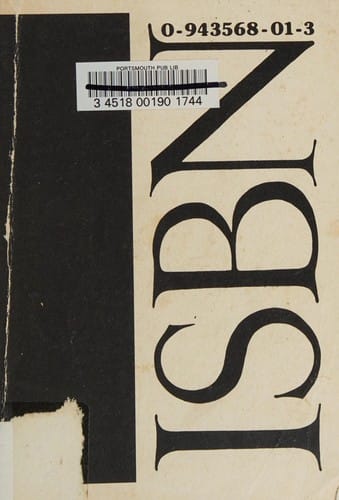 0-943568-01-3
PORTSMOUTH PUB LIB
3 4518 00190 1744
ISBN